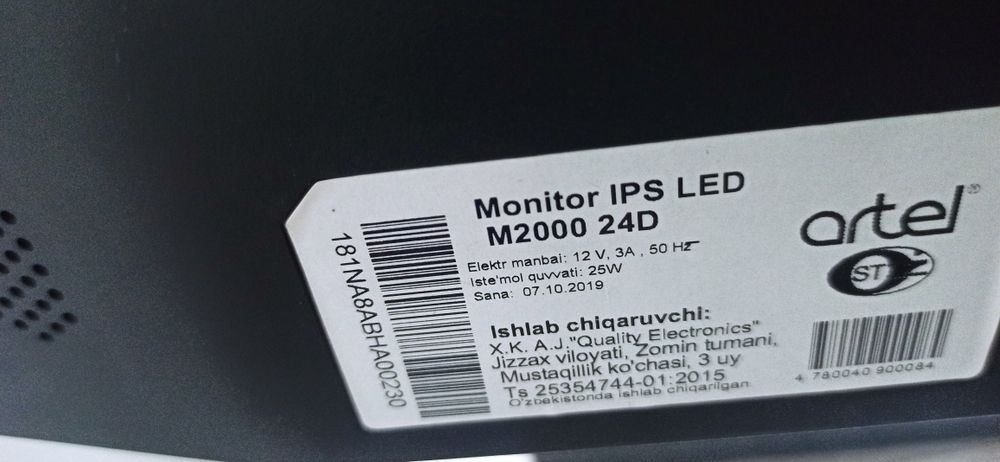 Monitor IPS LED
M2000 24D
Elektr manbai: 12 V, 3A , 50 Hz
Iste'mol quvvati: 25W
Sana: 07.10.2019
Ishlab chiqaruvchi:
X.K. A.J."Quality Electronics"
Jizzax viloyati, Zomin tumani,
Mustaqillik ko'chasi, 3 uy
Ts 25354744-01:2015
O'zbekistonda ishlab chiqarilgan
181NA8ABHA00230
artel®
ST
4 780040 900084